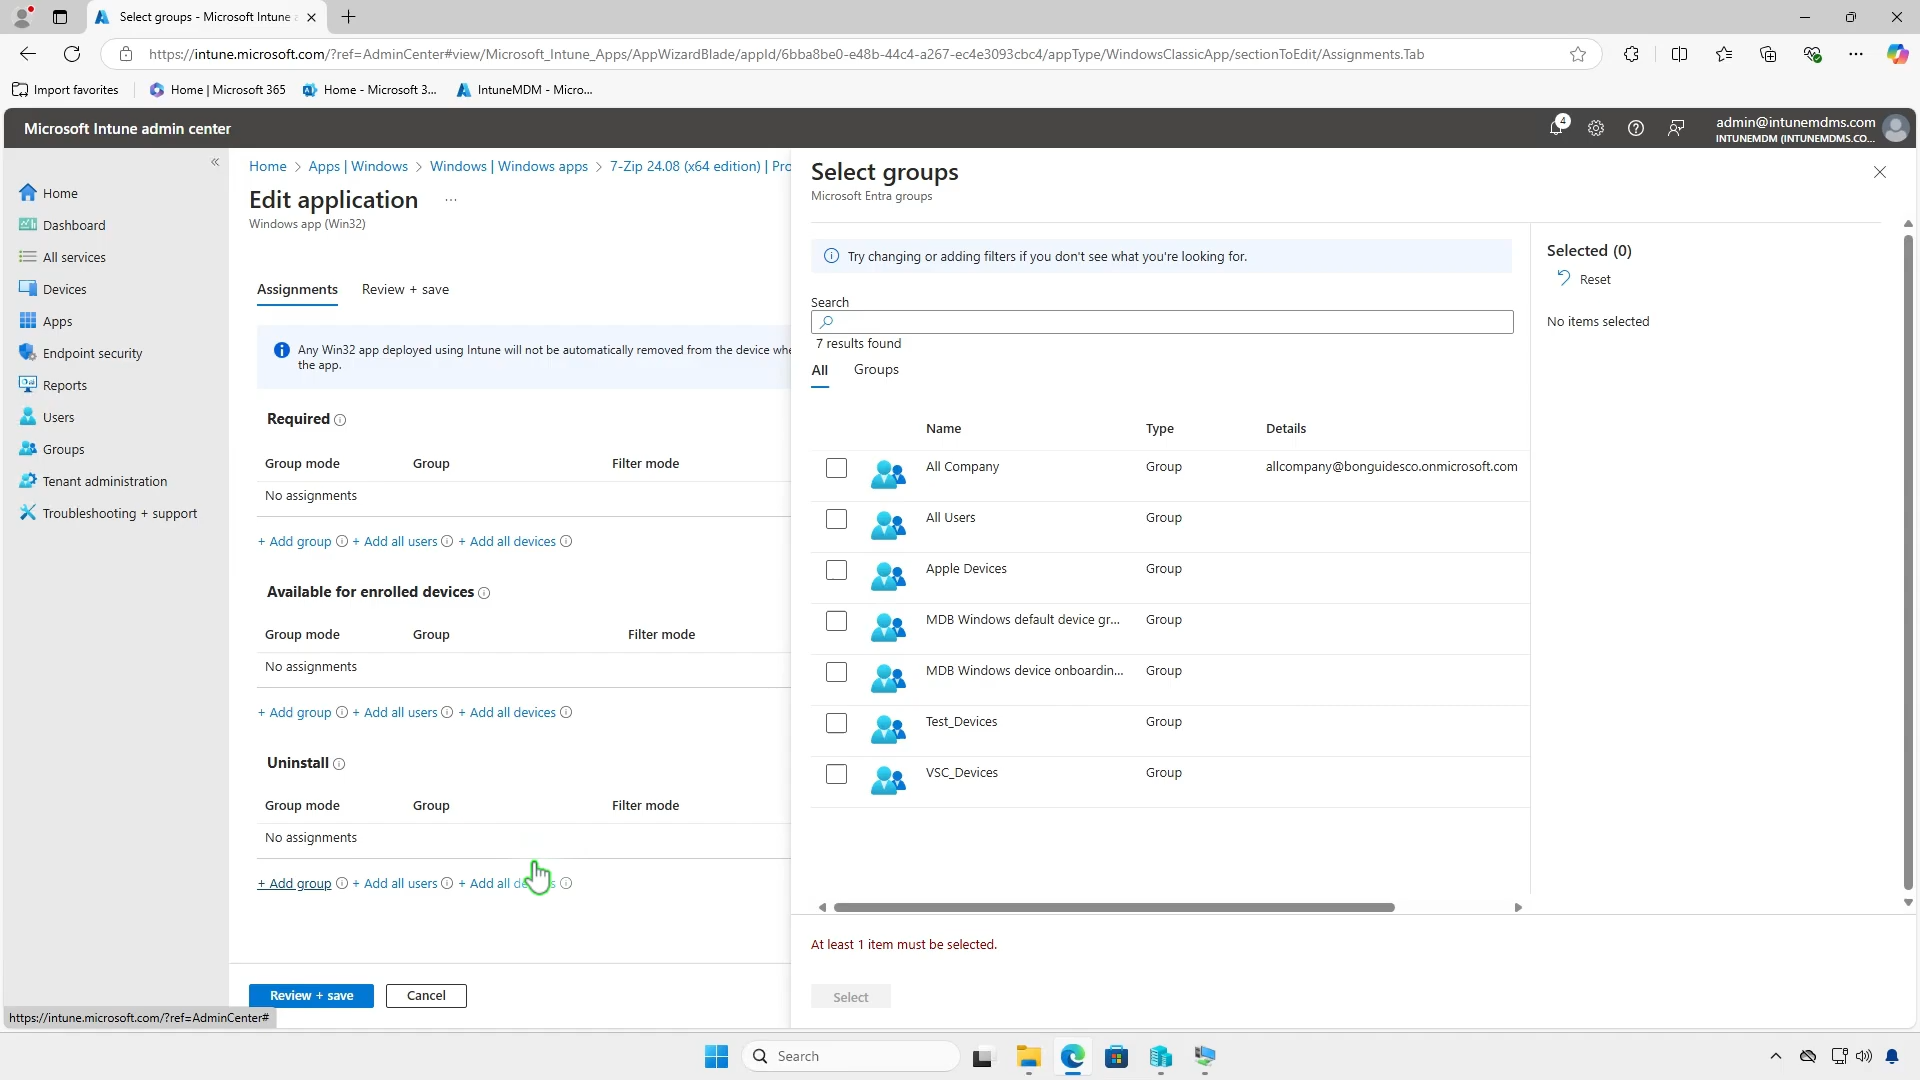 Select groups - Microsoft Intune a
https://intune.microsoft.com/?ref=AdminCenter#view/Microsoft_Intune_Apps/AppWizardBlade/appId/6bba8be0-e48b-44c4-a267-ec4e3093cbc4/appType/WindowsClassicApp/sectionToEdit/Assignments.Tab
Import favorites
Home | Microsoft 365
Home - Microsoft 3...
IntuneMDM - Micro...
Microsoft Intune admin center
4
admin@intunemdms.com
INTUNEMDM (INTUNEMDMS.CO...
Home
Dashboard
All services
Devices
Apps
Endpoint security
Reports
Users
Groups
Tenant administration
Troubleshooting + support
Home > Apps | Windows > Windows | Windows apps > 7-Zip 24.08 (x64 edition) | Pro
Edit application ...
Windows app (Win32)
Assignments
Review + save
Any Win32 app deployed using Intune will not be automatically removed from the device whe
the app.
Required
Group mode Group Filter mode
No assignments
+ Add group + Add all users + Add all devices
Available for enrolled devices
Group mode Group Filter mode
No assignments
+ Add group + Add all users + Add all devices
Uninstall
Group mode Group Filter mode
No assignments
+ Add group + Add all users + Add all
Review + save
Cancel
https://intune.microsoft.com/?ref=AdminCenter#
Select groups
Microsoft Entra groups
Try changing or adding filters if you don't see what you're looking for.
Search
7 results found
All
Groups
Name Type Details
All Company Group allcompany@bonguidesco.onmicrosoft.com
All Users Group
Apple Devices Group
MDB Windows default device gr... Group
MDB Windows device onboardin... Group
Test_Devices Group
VSC_Devices Group
At least 1 item must be selected.
Select
Selected (0)
Reset
No items selected
Search